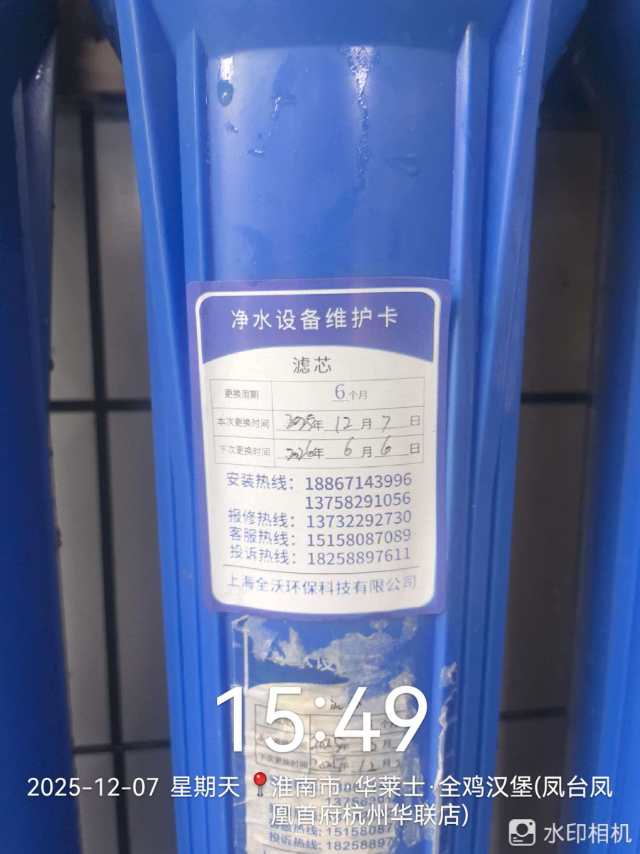 净水设备维护卡
滤芯
更换周期 6个月
本次更换时间 2025年 12月 7日
下次更换时间 2026年 6月 6日
安装热线：18867143996
13758291056
报修热线：13732292730
客服热线：15158087089
投诉热线：18258897611
上海全沃环保科技有限公司
12月
15158087
1825889
15:49
2025-12-07 星期天 淮南市·华莱士·全鸡汉堡(凤台凤
凰首府杭州华联店)
水印相机